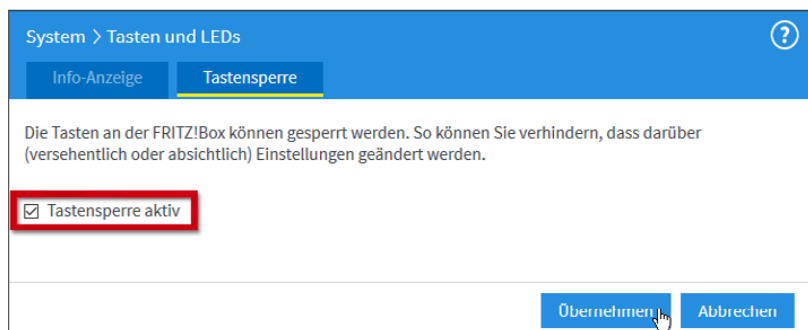 System > Tasten und LEDs
?
Info-Anzeige Tastensperre
Die Tasten an der FRITZ!Box können gesperrt werden. So können Sie verhindern, dass darüber
(versehentlich oder absichtlich) Einstellungen geändert werden.
Tastensperre aktiv
Übernehmen Abbrechen